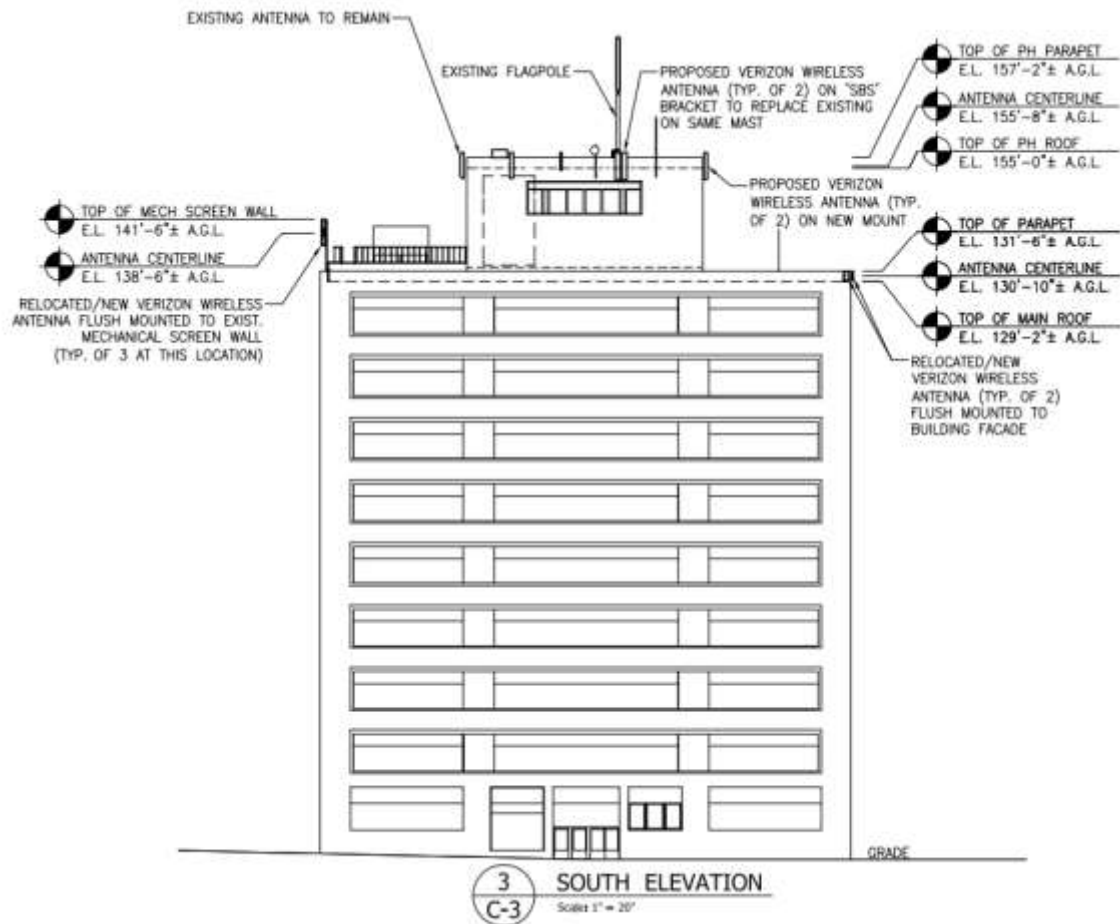 EXISTING ANTENNA TO REMAIN
EXISTING FLAGPOLE
PROPOSED VERIZON WIRELESS
ANTENNA (TYP. OF 2) ON "SBS"
BRACKET TO REPLACE EXISTING
ON SAME MAST
TOP OF PH PARAPET
E.L. 157'-2"± A.G.L.
ANTENNA CENTERLINE
E.L. 155'-8"± A.G.L.
TOP OF PH ROOF
E.L. 155'-0"± A.G.L.
PROPOSED VERIZON
WIRELESS ANTENNA (TYP.
OF 2) ON NEW MOUNT
TOP OF MECH SCREEN WALL
E.L. 141'-6"± A.G.L.
ANTENNA CENTERLINE
E.L. 138'-6"± A.G.L.
RELOCATED/NEW VERIZON WIRELESS
ANTENNA FLUSH MOUNTED TO EXIST.
MECHANICAL SCREEN WALL
(TYP. OF 3 AT THIS LOCATION)
TOP OF PARAPET
E.L. 131'-6"± A.G.L.
ANTENNA CENTERLINE
E.L. 130'-10"± A.G.L.
TOP OF MAIN ROOF
E.L. 129'-2"± A.G.L.
RELOCATED/NEW
VERIZON WIRELESS
ANTENNA (TYP. OF 2)
FLUSH MOUNTED TO
BUILDING FACADE
GRADE
3
C-3
SOUTH ELEVATION
Scale: 1" = 20"